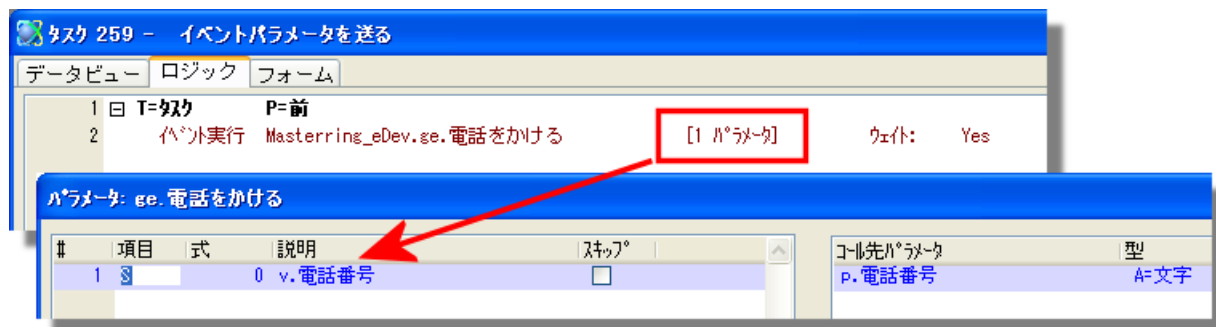 タスク 259 - イベントパラメータを送る
データビュー ロジック フォーム
1 T=タスク P=前
2 イベント実行 Masterring_eDev.ge.電話をかける [1 パラメータ] ウェイト: Yes
パラメータ: ge.電話をかける
# 項目 式 説明 スキップ コール先パラメータ 型
1 S 0 v.電話番号 p.電話番号 A=文字